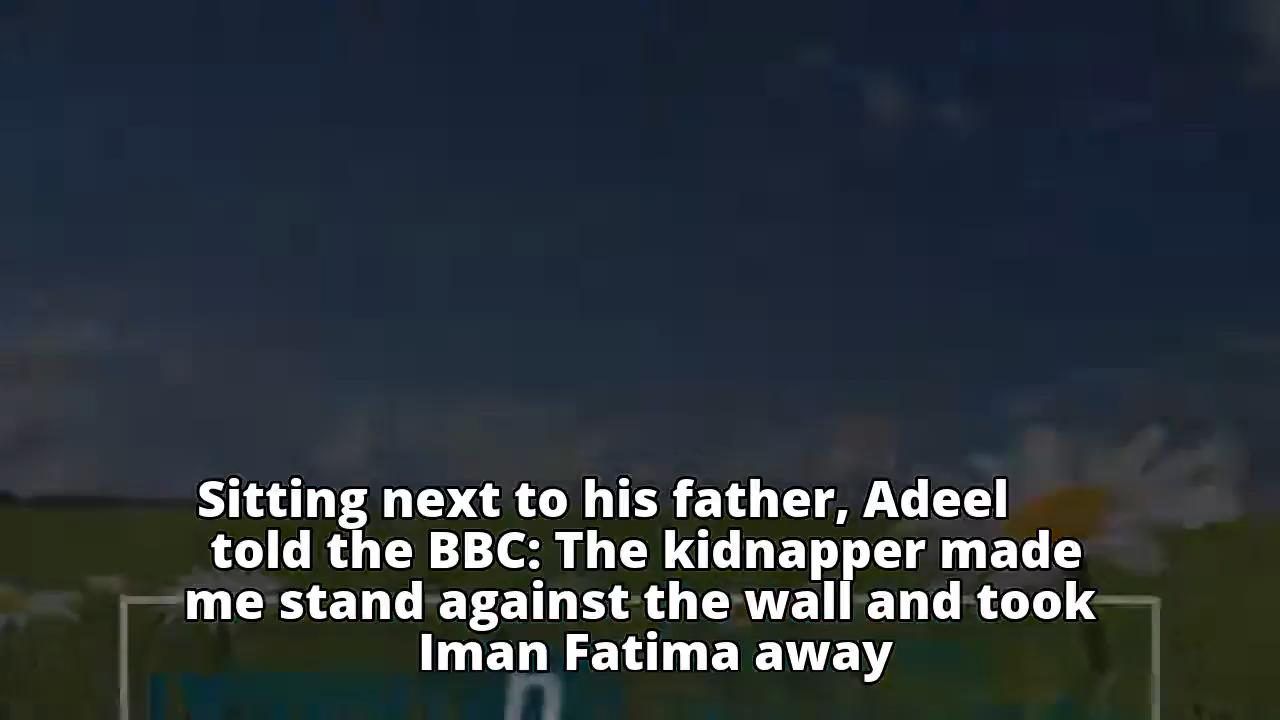 Sitting next to his father, Adeel
told the BBC: The kidnapper made
me stand against the wall and took
Iman Fatima away